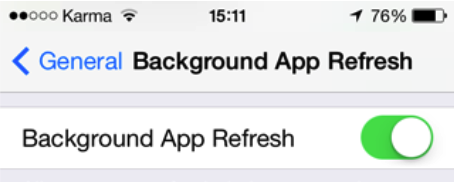 Karma 15:11 76%
General Background App Refresh
Background App Refresh